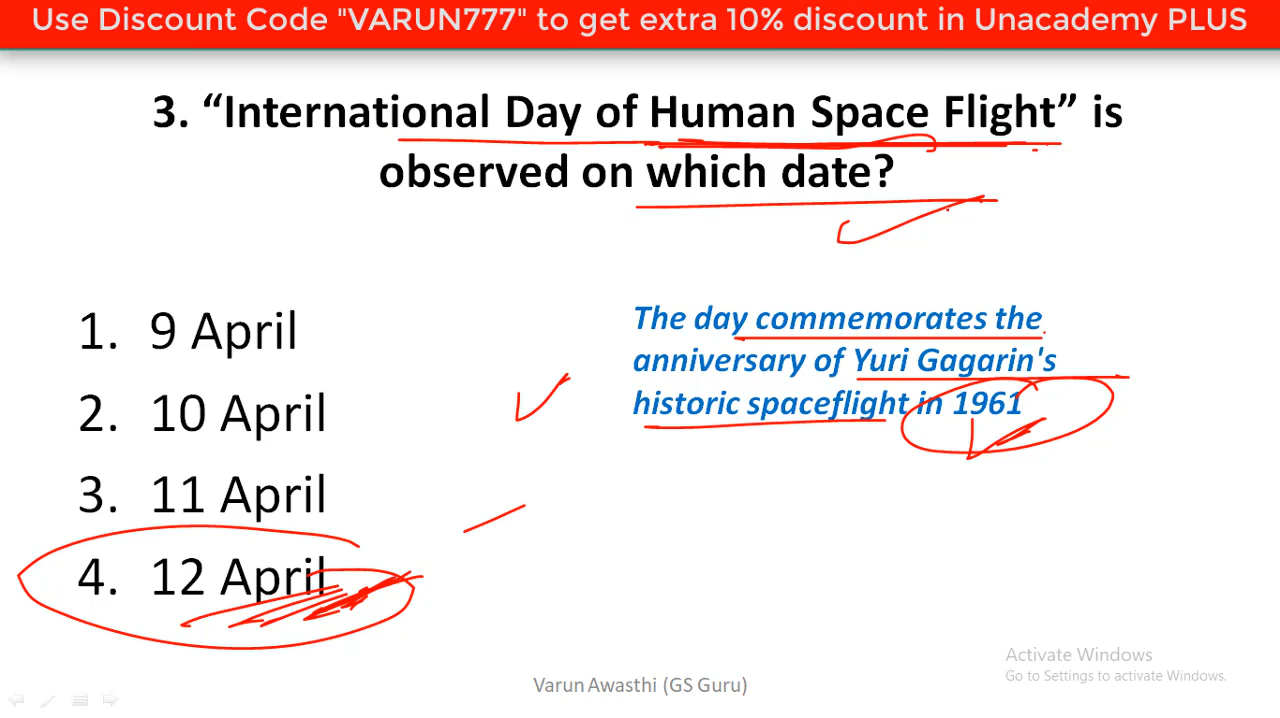 Use Discount Code "VARUN777" to get extra 10% discount in Unacademy PLUS
3. “International Day of Human Space Flight” is
observed on which date?
1. 9 April
2. 10 April
3. 11 April
4. 12 April
The day commemorates the
anniversary of Yuri Gagarin's
historic spaceflight in 1961
Activate Windows
Go to Settings to activate Windows.
Varun Awasthi (GS Guru)